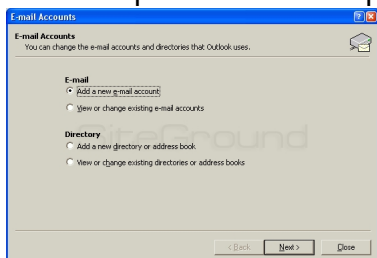 E-mail Accounts
E-mail Accounts
You can change the e-mail accounts and directories that Outlook uses.
E-mail
Add a new e-mail account
View or change existing e-mail accounts
SiteGround
Directory
Add a new directory or address book
View or change existing directories or address books
< Back Next > Close